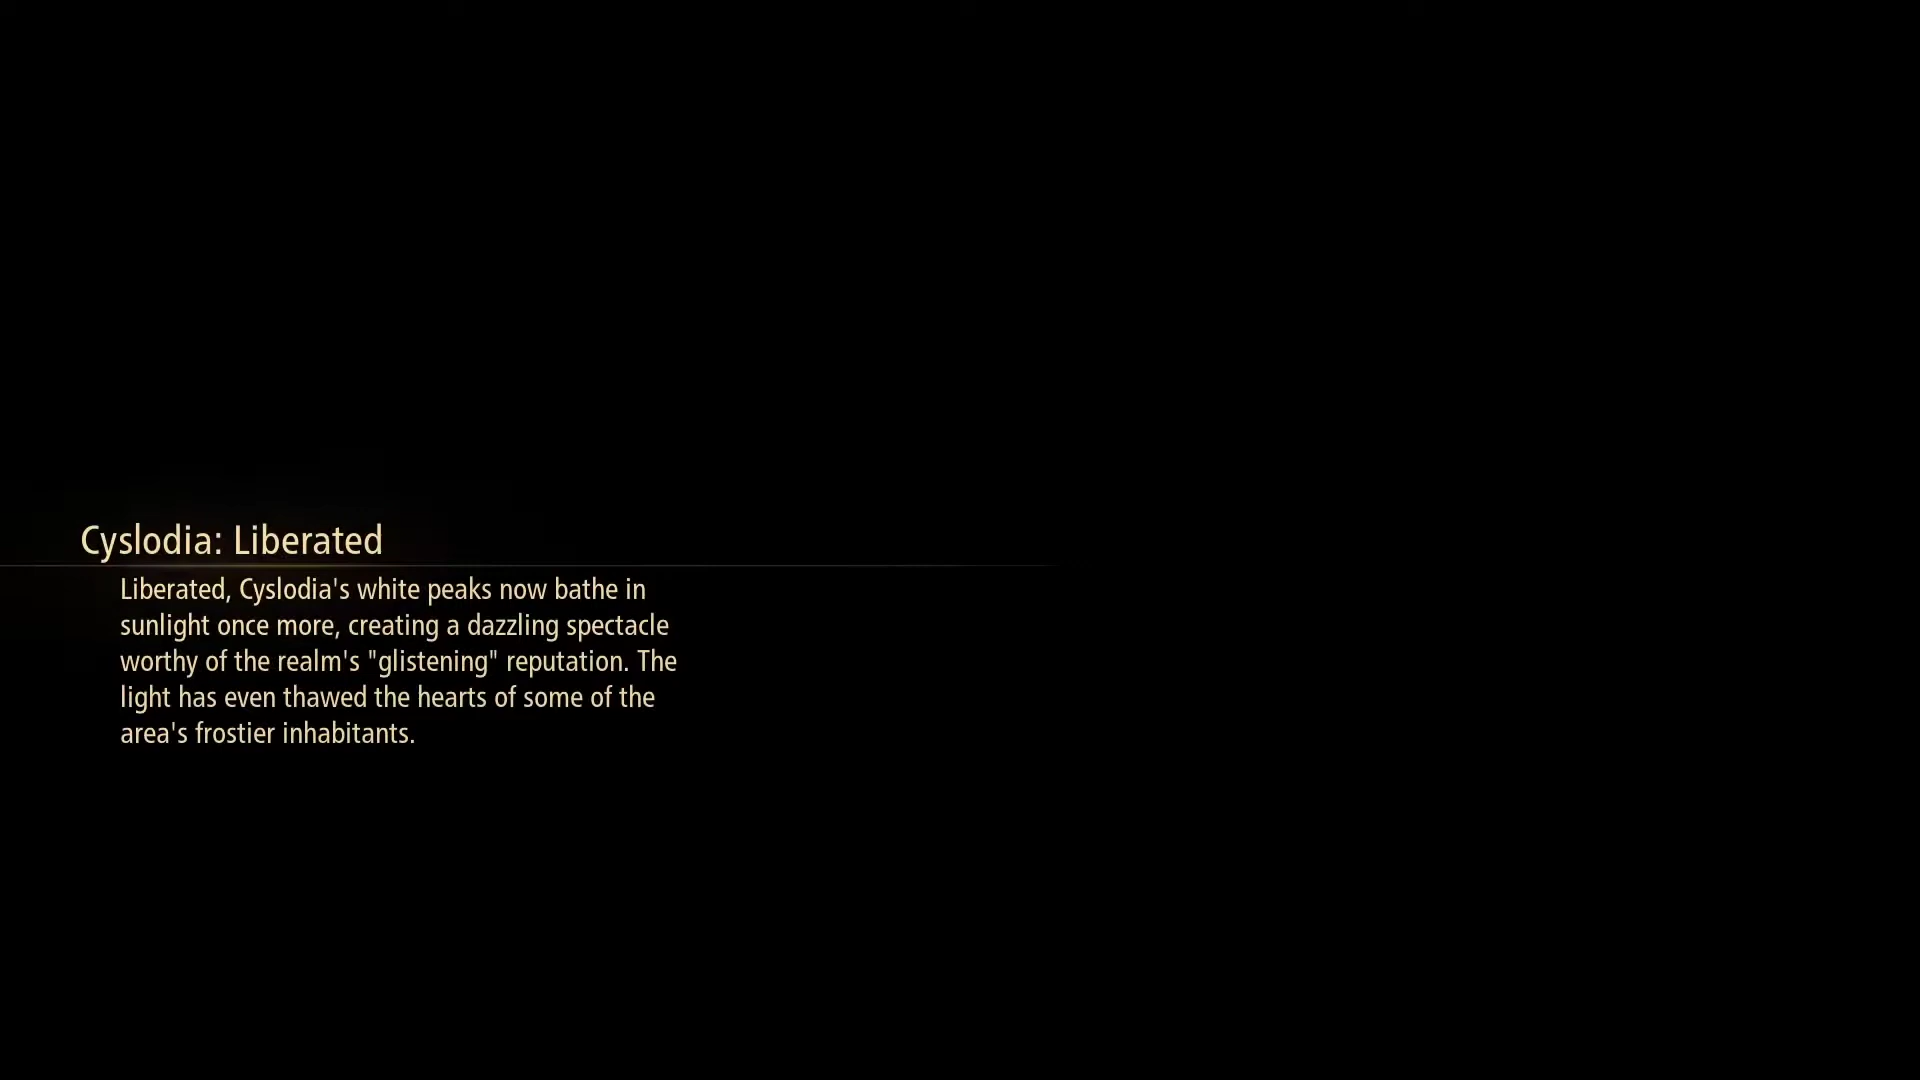 Cyslodia: Liberated
Liberated, Cyslodia's white peaks now bathe in
sunlight once more, creating a dazzling spectacle
worthy of the realm's "glistening" reputation. The
light has even thawed the hearts of some of the
area's frostier inhabitants.